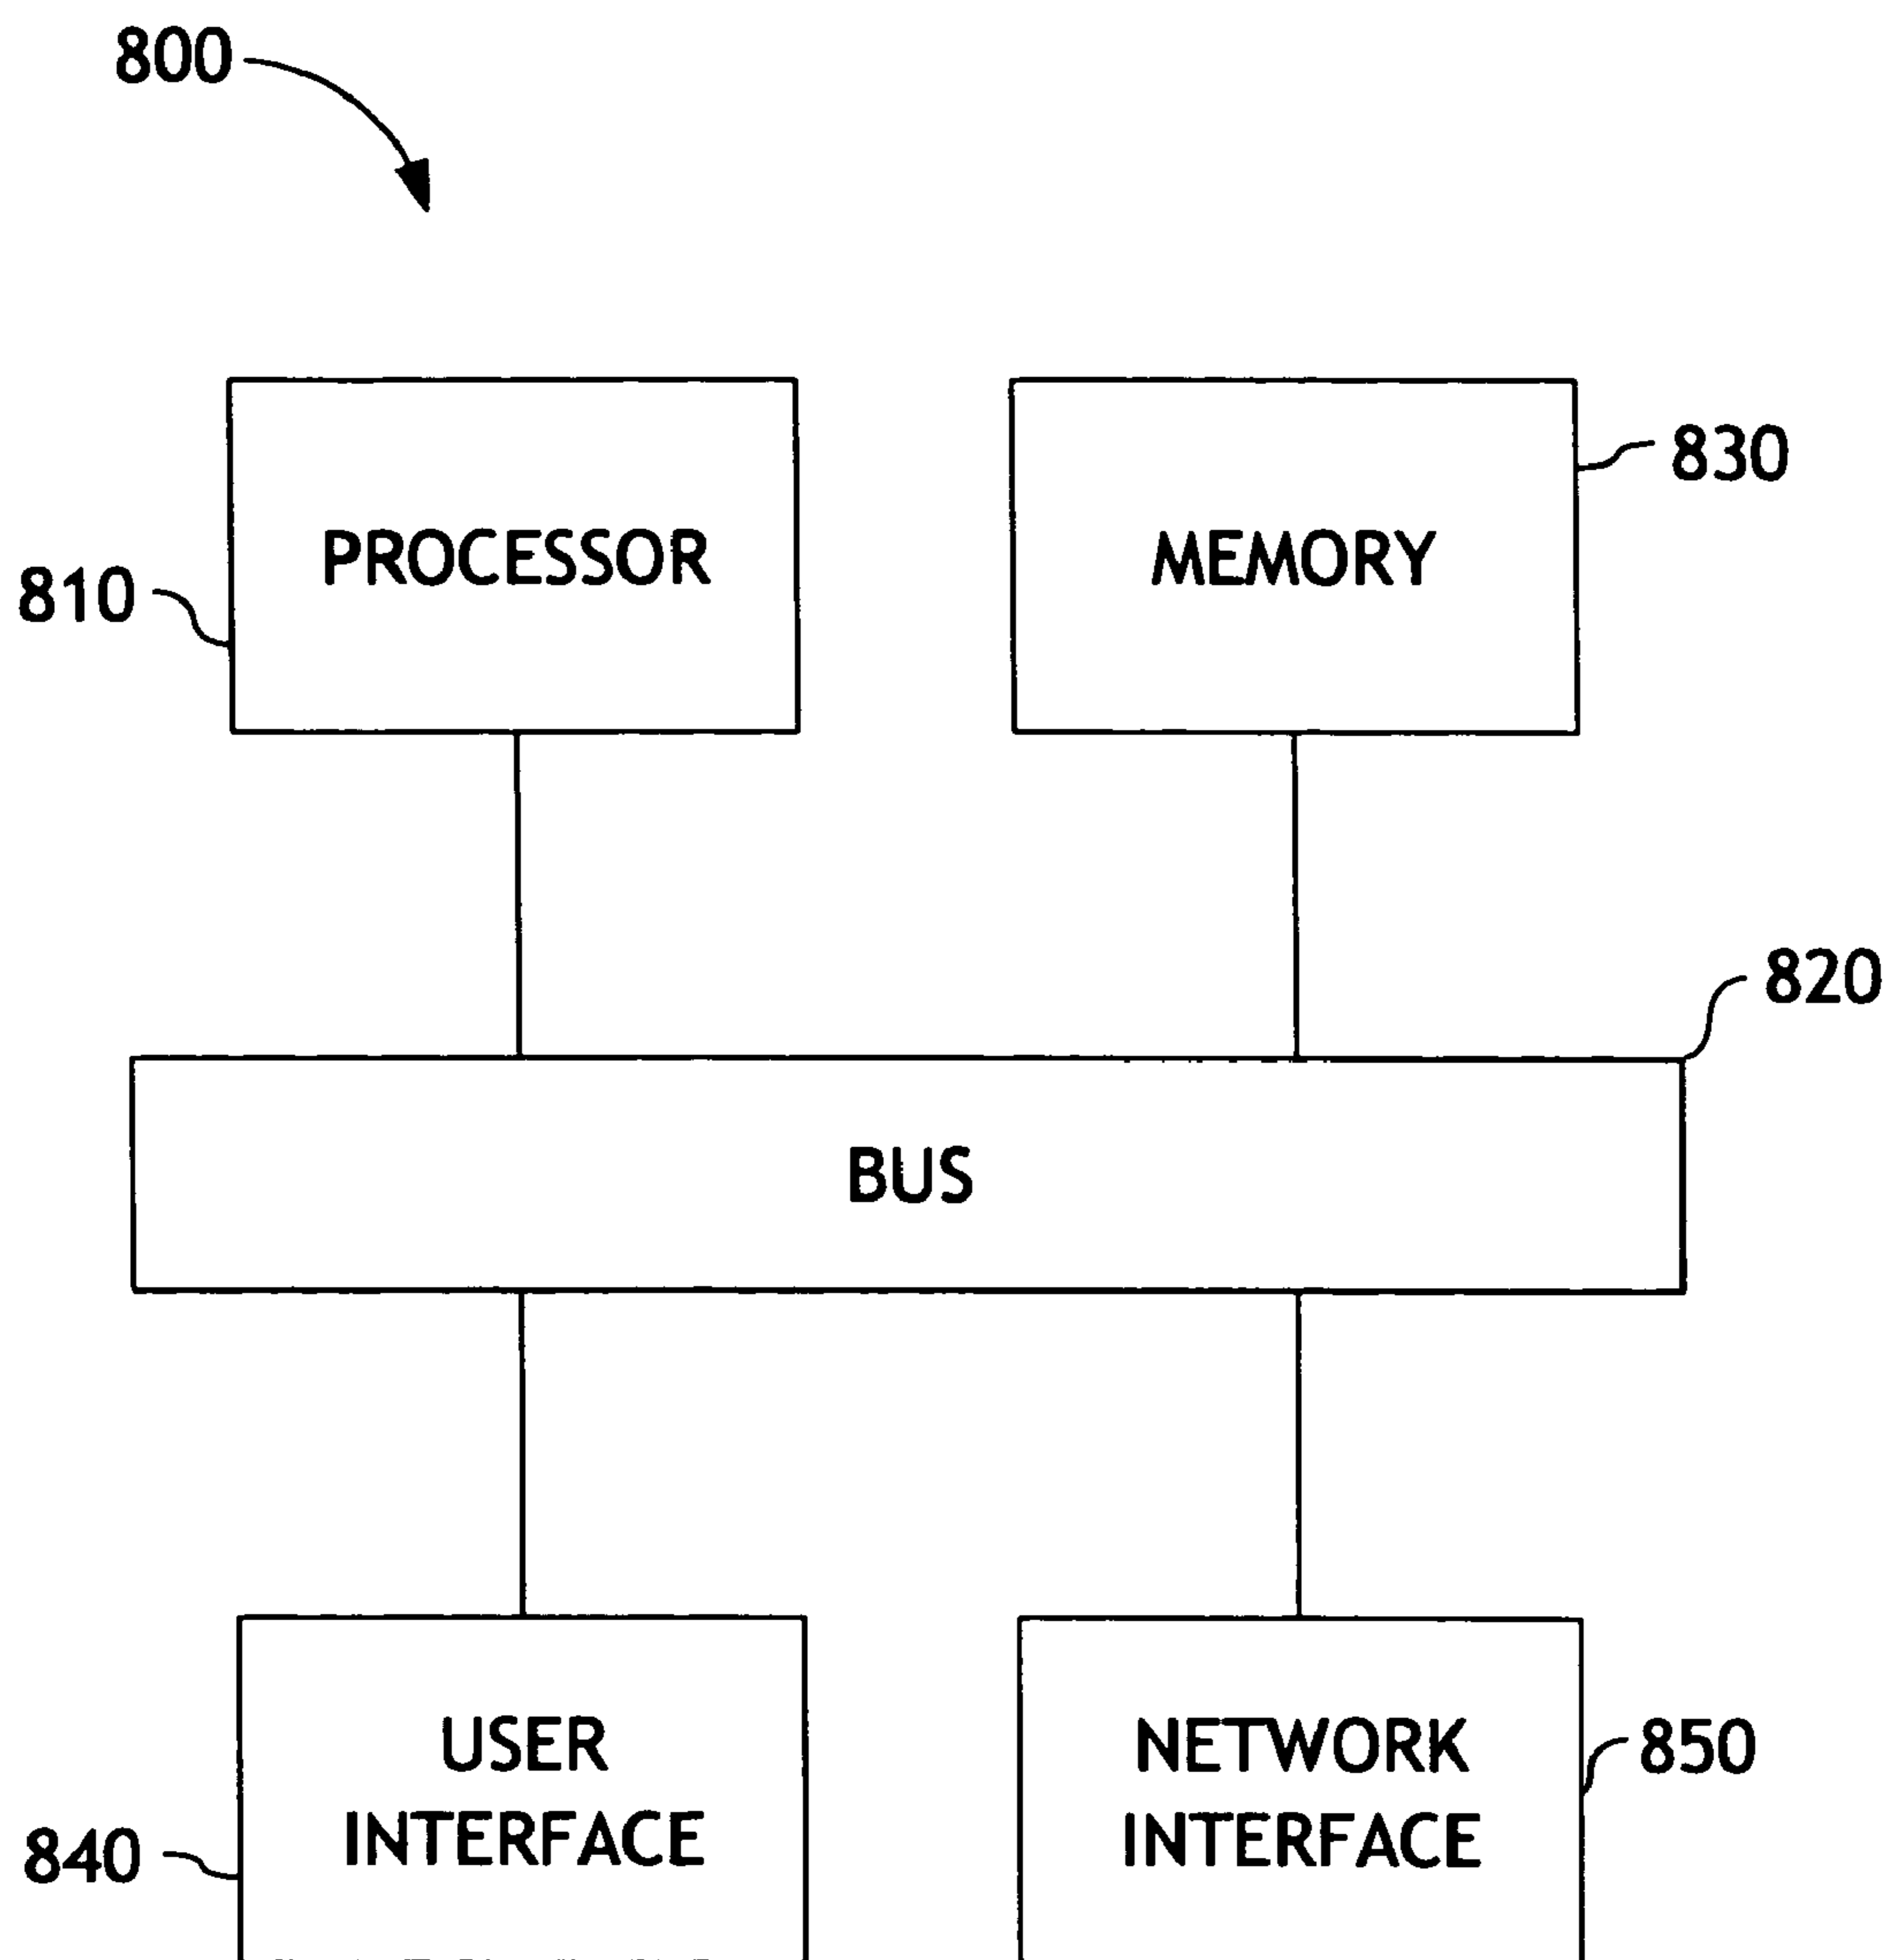 800
PROCESSOR
MEMORY
830
810
820
BUS
USER
INTERFACE
NETWORK
INTERFACE
850
840